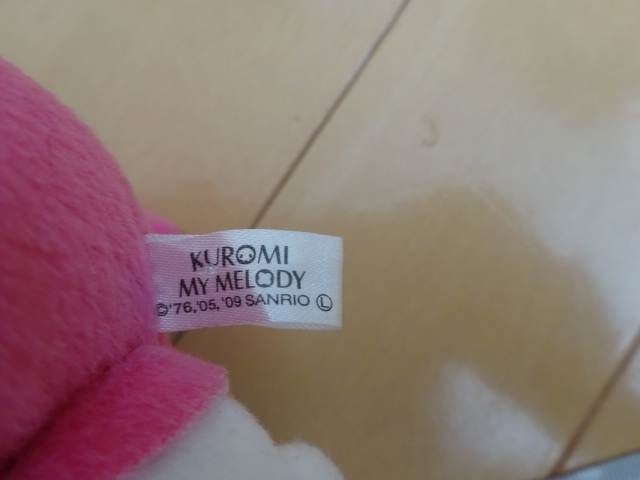 KUROMI
MY MELODY
©'76,'05,'09 SANRIO Ⓛ